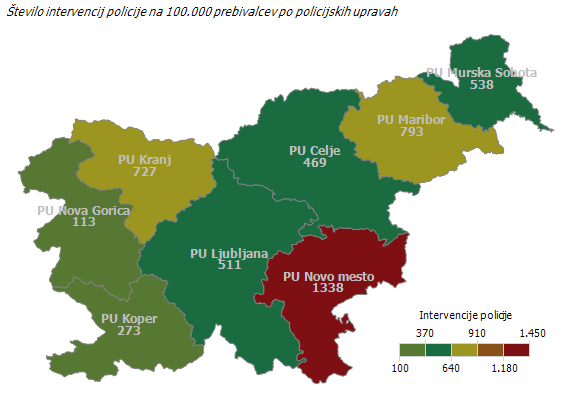 Število intervencij policije na 100.000 prebivalcev po policijskih upravah
PU Murska Sobota
538
PU Maribor
793
PU Celje
469
PU Kranj
727
PU Nova Gorica
113
PU Ljubljana
511
PU Novo mesto
1338
PU Koper
273
Intervencije policije
370 910 1.450
100 640 1.180